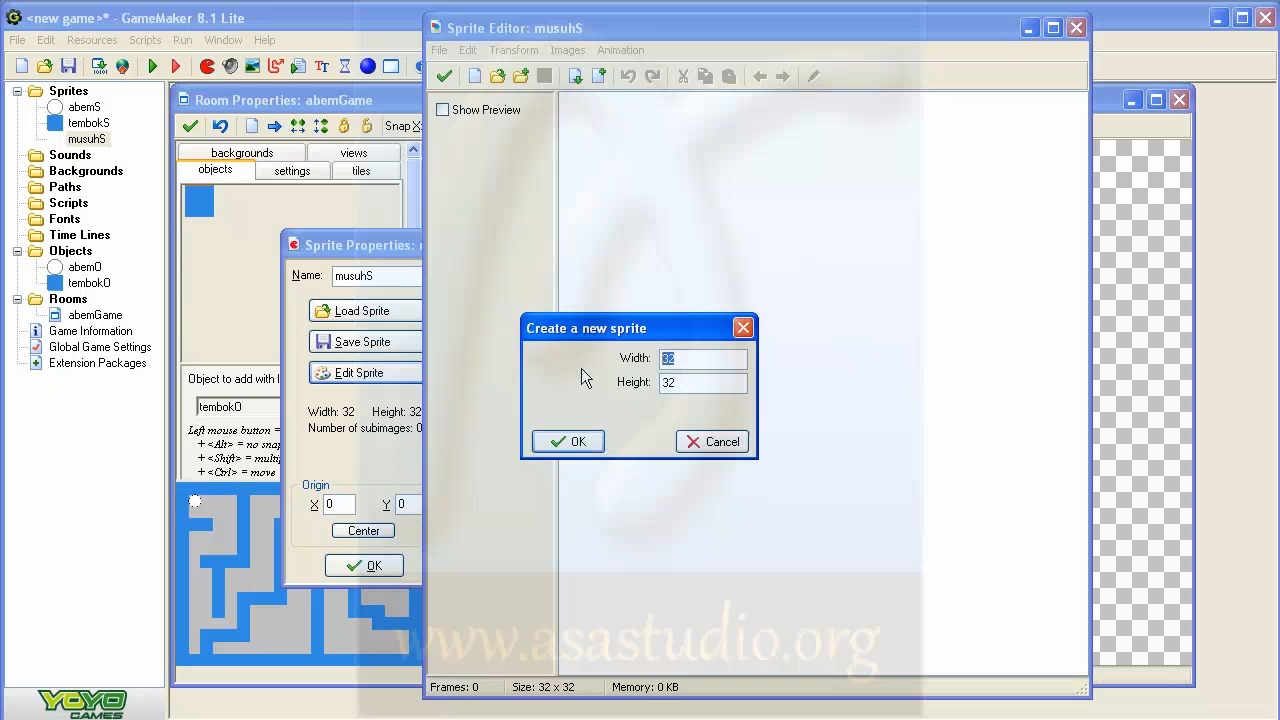 <new game>* - GameMaker 8.1 Lite
File Edit Resources Scripts Run Window Help
Sprites
abemS
tembokS
musuhS
Sounds
Backgrounds
Paths
Scripts
Fonts
Time Lines
Objects
abemO
tembokO
Rooms
abemGame
Game Information
Global Game Settings
Extension Packages
YOYO
GAMES
Room Properties: abemGame
Snap X:
backgrounds views
objects settings tiles
Object to add with l
tembokO
Left mouse button =
+ <Alt> = no sna
+ <Shift> = multip
+ <Ctrl> = move
Sprite Properties:
Name: musuhS
Load Sprite
Save Sprite
Edit Sprite
Width: 32 Height: 32
Number of subimages: 0
Origin
X 0 Y 0
Center
OK
Sprite Editor: musuhS
File Edit Transform Images Animation
Show Preview
Create a new sprite
Width: 32
Height: 32
OK Cancel
www.asastudio.org
Frames: 0 Size: 32 x 32 Memory: 0 KB